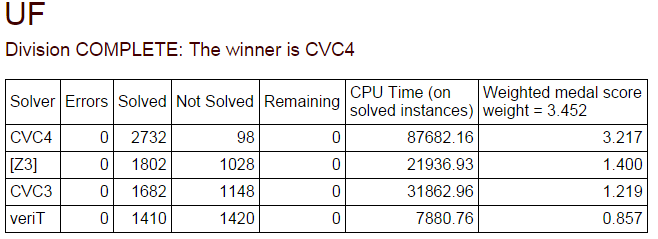 UF
Division COMPLETE: The winner is CVC4
Solver Errors Solved Not Solved Remaining CPU Time (on solved instances) Weighted medal score weight = 3.452
CVC4 0 2732 98 0 87682.16 3.217
[Z3] 0 1802 1028 0 21936.93 1.400
CVC3 0 1682 1148 0 31862.96 1.219
veriT 0 1410 1420 0 7880.76 0.857